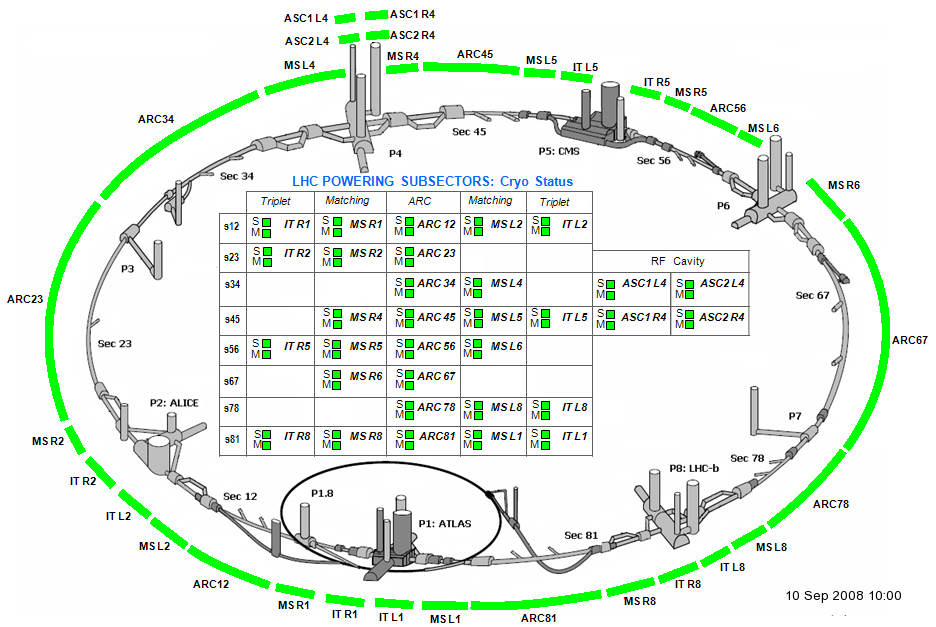 ASC1 L4 ASC1 R4
ASC2 L4 ASC2 R4
MS L4 MS R4 ARC45 MS L5 IT L5 IT R5 MS R5 ARC56 MS L6
ARC34
Sec 45
P4
P5: CMS
Sec 56
Sec 34
P6
MS R6
LHC POWERING SUBSECTORS: Cryo Status
Triplet Matching ARC Matching Triplet
s12 S M IT R1 S M MS R1 S M ARC 12 S M MS L2 S M IT L2
s23 S M IT R2 S M MS R2 S M ARC 23
RF Cavity
s34 S M ARC 34 S M MS L4 S M ASC1 L4 S M ASC2 L4
s45 S M MS R4 S M ARC 45 S M MS L5 S M IT L5 S M ASC1 R4 S M ASC2 R4
s56 S M IT R5 S M MS R5 S M ARC 56 S M MS L6
s67 S M MS R6 S M ARC 67
s78 S M ARC 78 S M MS L8 S M IT L8
s81 S M IT R8 S M MS R8 S M ARC81 S M MS L1 S M IT L1
P3
ARC23
Sec 67
Sec 23
ARC67
P2: ALICE
P7
MS R2
Sec 78
P8: LHC-b
IT R2
Sec 12
P1.8
P1: ATLAS
ARC78
IT L2
Sec 81
MS L2
MS L8
IT L8
ARC12
IT R8
MS R1
MS R8
IT R1 IT L1 MS L1 ARC81
10 Sep 2008 10:00